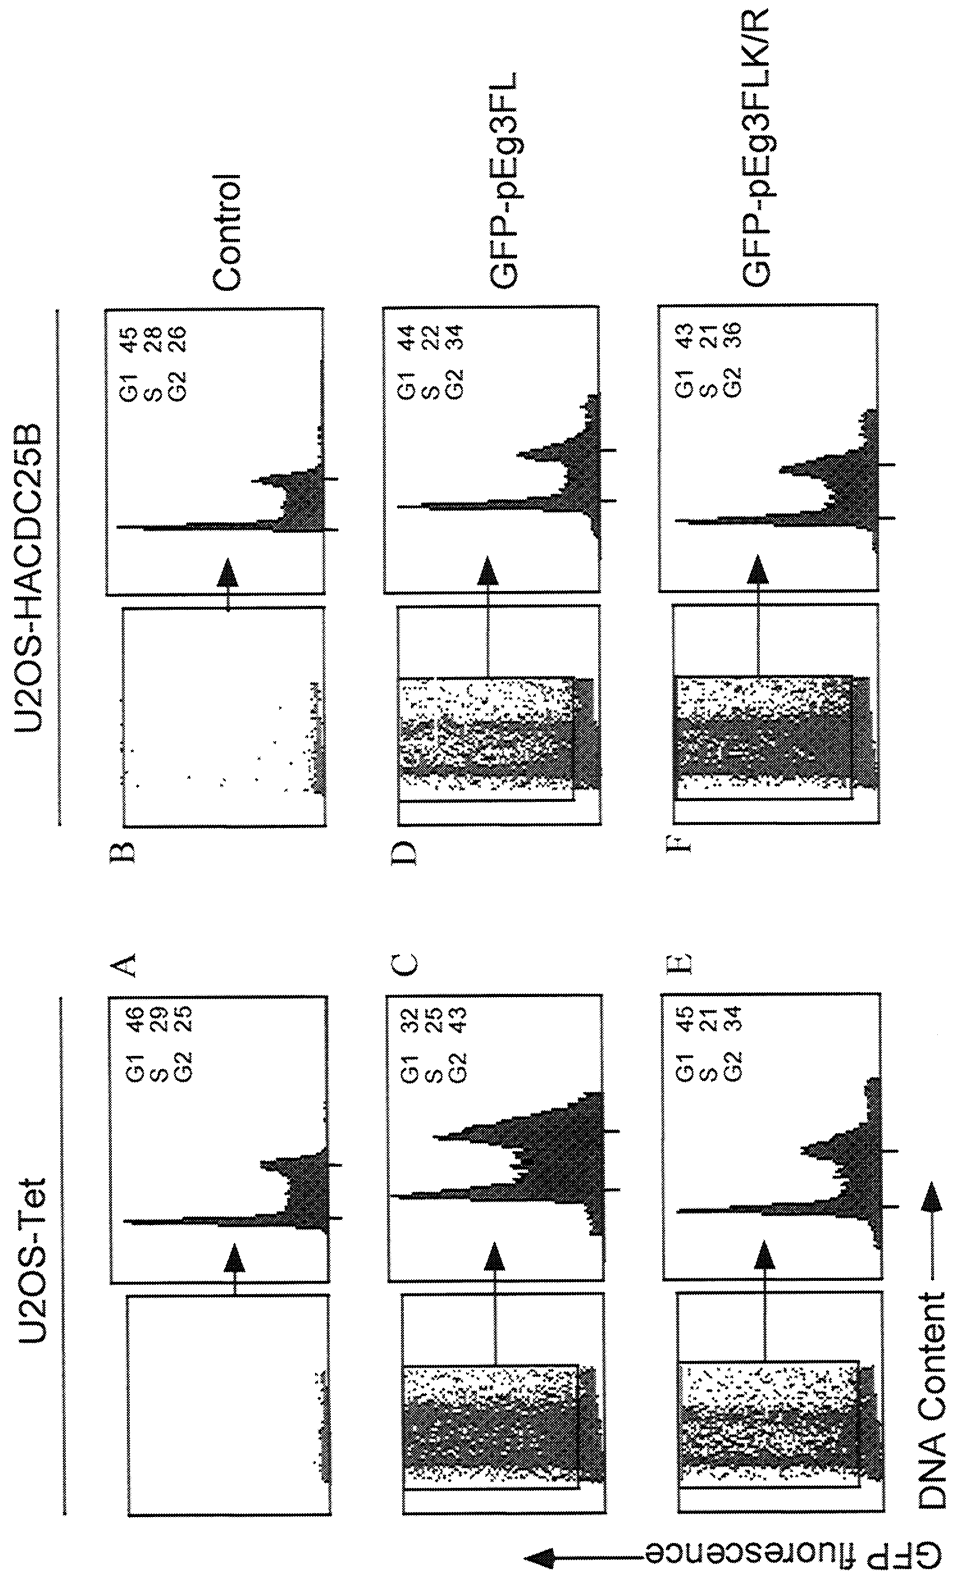 U2OS-Tet
U2OS-HACDC25B
A
G1 46
S 29
G2 25
B
G1 45
S 28
G2 26
Control
C
G1 32
S 25
G2 43
D
G1 44
S 22
G2 34
GFP-pEg3FL
E
G1 45
S 21
G2 34
F
G1 43
S 21
G2 36
GFP-pEg3FLK/R
GFP fluorescence
DNA Content